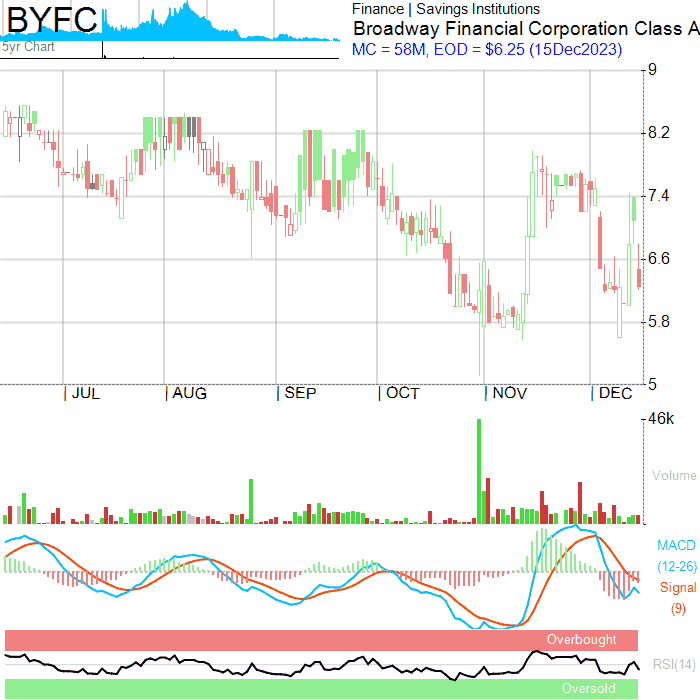 BYFC
5yr Chart
Finance | Savings Institutions
Broadway Financial Corporation Class A
MC = 58M, EOD = $6.25 (15Dec2023)
9
8.2
7.4
6.6
5.8
5
JUL AUG SEP OCT NOV DEC
46k
Volume
MACD
(12-26)
Signal
(9)
Overbought
RSI(14)
Oversold